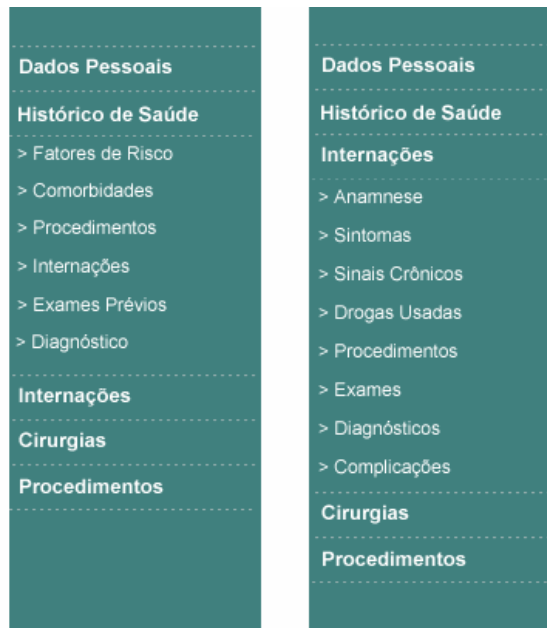 Dados Pessoais
Histórico de Saúde
> Fatores de Risco
> Comorbidades
> Procedimentos
> Internações
> Exames Prévios
> Diagnóstico
Internações
Cirurgias
Procedimentos
Dados Pessoais
Histórico de Saúde
Internações
> Anamnese
> Sintomas
> Sinais Crônicos
> Drogas Usadas
> Procedimentos
> Exames
> Diagnósticos
> Complicações
Cirurgias
Procedimentos